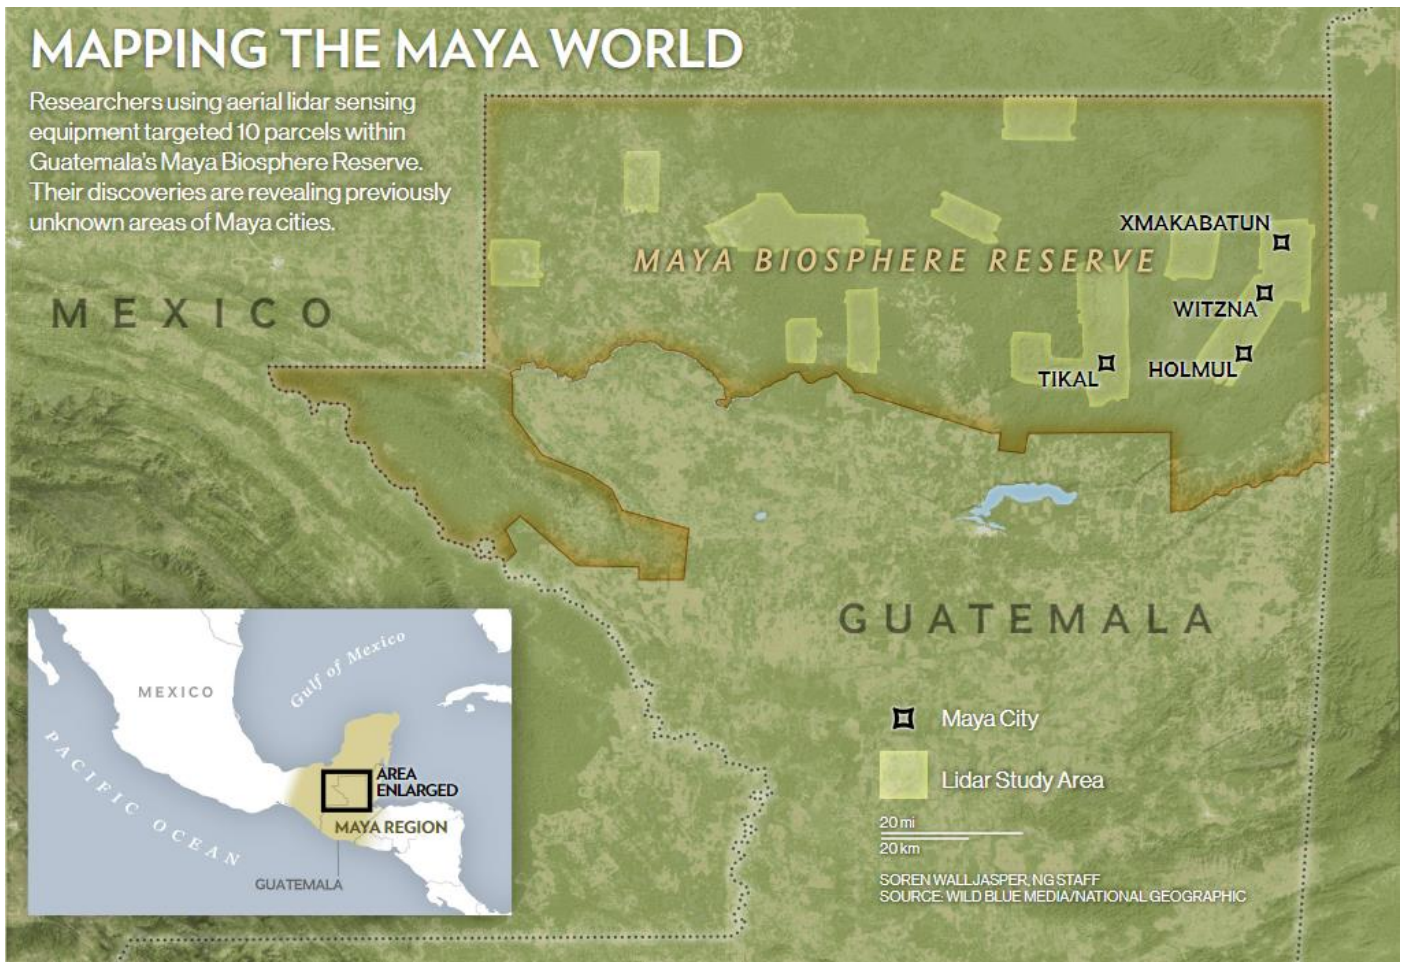 MAPPING THE MAYA WORLD
Researchers using aerial lidar sensing
equipment targeted 10 parcels within
Guatemala's Maya Biosphere Reserve.
Their discoveries are revealing previously
unknown areas of Maya cities.
XMAKABATUN
MAYA BIOSPHERE RESERVE
MEXICO
WITZNA
HOLMUL
TIKAL
GUATEMALA
Gulf of Mexico
MEXICO
PACIFIC OCEAN
AREA
ENLARGED
MAYA REGION
GUATEMALA
Maya City
Lidar Study Area
20 mi
20 km
SOREN WALLJASPER, NG STAFF
SOURCE: WILD BLUE MEDIA/NATIONAL GEOGRAPHIC